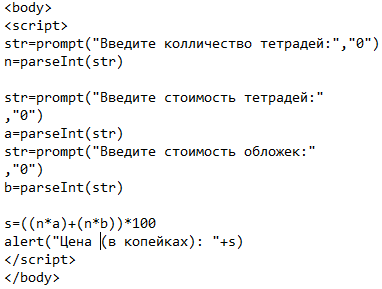 <body>
<script>
str=prompt("Введите колличество тетрадей:","0")
n=parseInt(str)
str=prompt("Введите стоимость тетрадей:"
,"0")
a=parseInt(str)
str=prompt("Введите стоимость обложек:"
,"0")
b=parseInt(str)
s=((n*a)+(n*b))*100
alert("Цена (в копейках): "+s)
</script>
</body>